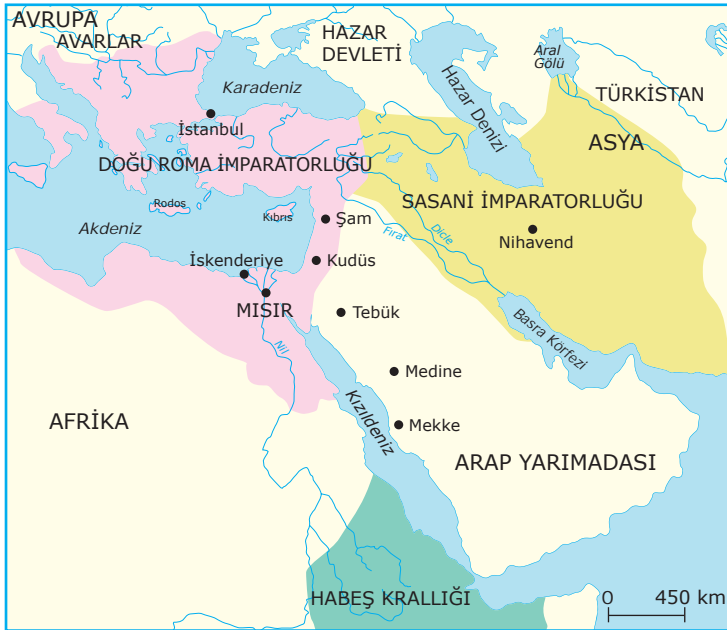 AVRUPA
AVARLAR
HAZAR
DEVLETİ
Aral
Gölü
Karadeniz
Hazar Denizi
TÜRKİSTAN
İstanbul
ASYA
DOĞU ROMA İMPARATORLUĞU
SASANİ İMPARATORLUĞU
Rodos
Kıbrıs
Şam
Akdeniz
Fırat
Dicle
Nihavend
İskenderiye
Kudüs
MISIR
Tebük
Basra Körfezi
Nil
Medine
Kızıldeniz
AFRİKA
Mekke
ARAP YARIMADASI
HABEŞ KRALLIĞI
0 450 km